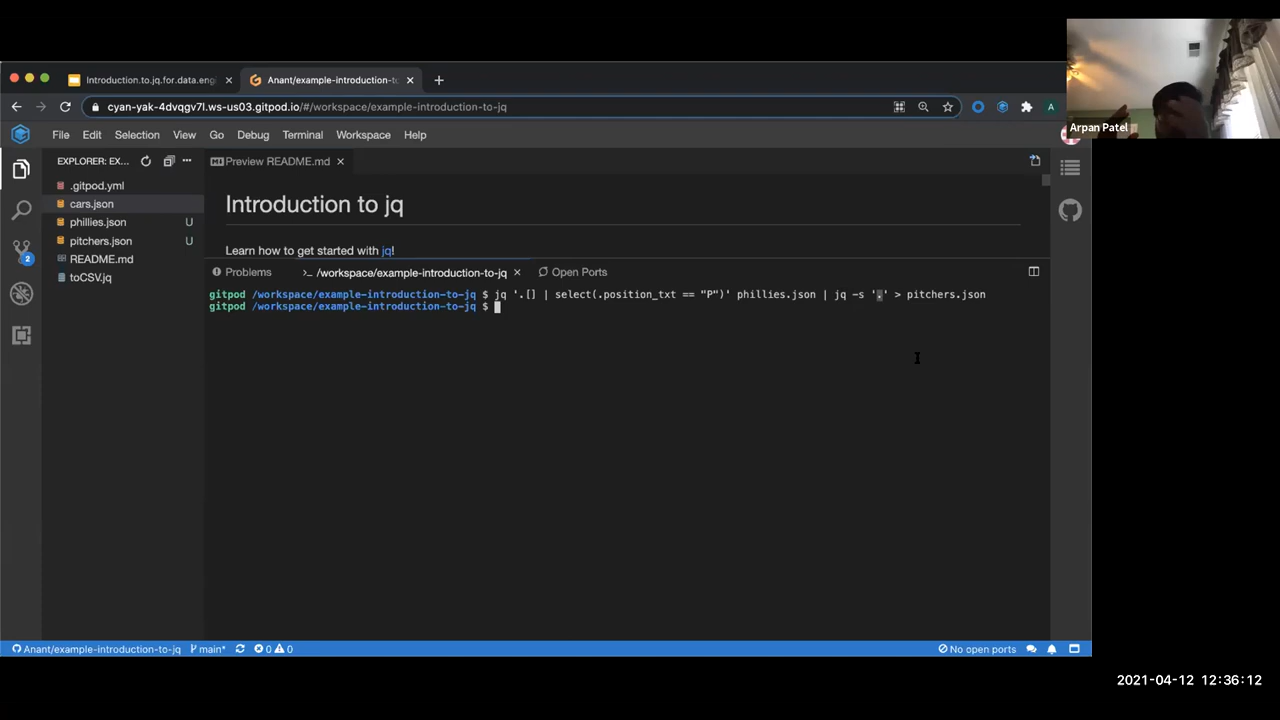 Introduction.to.jq.for.data.eng
Anant/example-introduction-to
cyan-yak-4dvqgv7l.ws-us03.gitpod.io/#/workspace/example-introduction-to-jq
A
Arpan Patel
File Edit Selection View Go Debug Terminal Workspace Help
EXPLORER: EX...
Preview README.md
.gitpod.yml
cars.json
phillies.json U
pitchers.json U
README.md
toCSV.jq
2
Introduction to jq
Learn how to get started with jq!
Problems >_ /workspace/example-introduction-to-jq Open Ports
gitpod /workspace/example-introduction-to-jq $ jq '.[] | select(.position_txt == "P")' phillies.json | jq -s '.' > pitchers.json
gitpod /workspace/example-introduction-to-jq $
Anant/example-introduction-to-jq main* 0 0 No open ports
2021-04-12 12:36:12